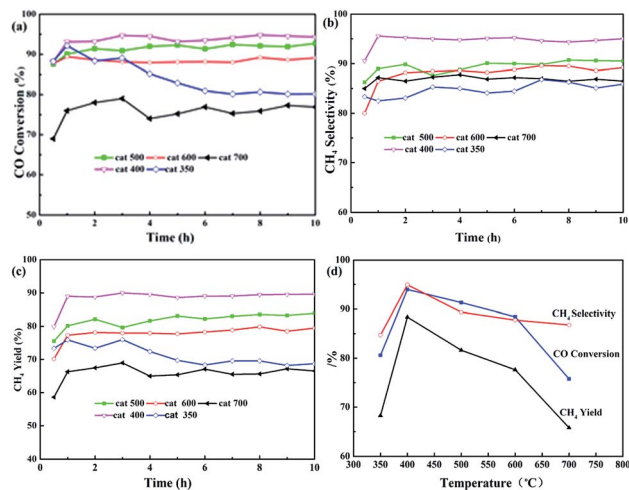 (a)
100
90
80
70
60
50
CO Conversion (%)
cat 500 cat 600 cat 700
cat 400 cat 350
0 2 4 6 8 10
Time (h)
(b)
100
90
80
70
60
CH4 Selectivity (%)
cat 500 cat 600 cat 700
cat 400 cat 350
0 2 4 6 8 10
Time (h)
(c)
100
90
80
70
60
50
40
CH4 Yield (%)
cat 500 cat 600 cat 700
cat 400 cat 350
0 2 4 6 8 10
Time (h)
(d)
100
90
80
70
60
/%
CH4 Selectivity
CO Conversion
CH4 Yield
300 350 400 450 500 550 600 650 700 750 800
Temperature (°C)